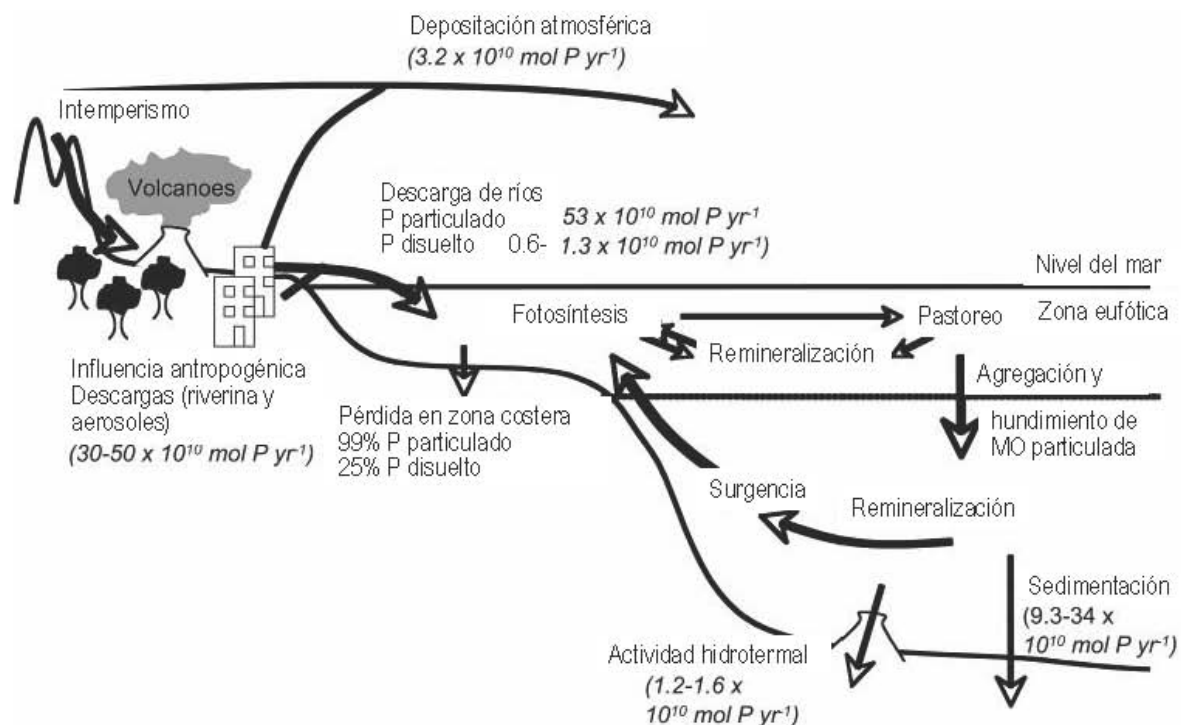 Depositación atmosférica
(3.2 x 10¹⁰ mol P yr⁻¹)
Intemperismo
Volcanoes
Descarga de ríos
P particulado 53 x 10¹⁰ mol P yr⁻¹
P disuelto 0.6- 1.3 x 10¹⁰ mol P yr⁻¹)
Nivel del mar
Fotosíntesis
Pastoreo
Zona eufótica
Remineralización
Influencia antropogénica
Descargas (riverina y
aerosoles)
(30-50 x 10¹⁰ mol P yr⁻¹)
Pérdida en zona costera
99% P particulado
25% P disuelto
Agregación y
hundimiento de
MO particulada
Surgencia
Remineralización
Sedimentación
(9.3-34 x
10¹⁰ mol P yr⁻¹)
Actividad hidrotermal
(1.2-1.6 x
10¹⁰ mol P yr⁻¹)